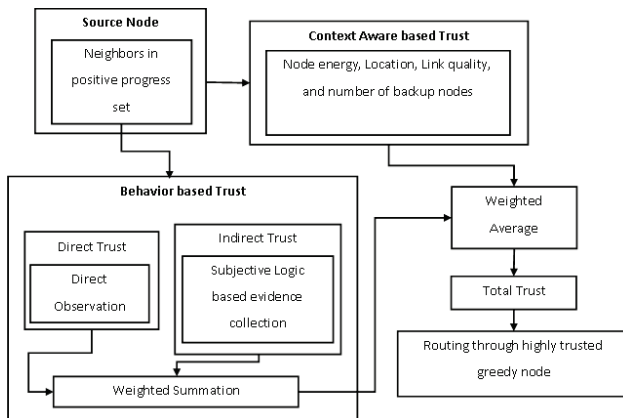 Source Node
Neighbors in
positive progress
set
Context Aware based Trust
Node energy, Location, Link quality,
and number of backup nodes
Behavior based Trust
Direct Trust
Direct
Observation
Indirect Trust
Subjective Logic
based evidence
collection
Weighted Summation
Weighted
Average
Total Trust
Routing through highly trusted
greedy node